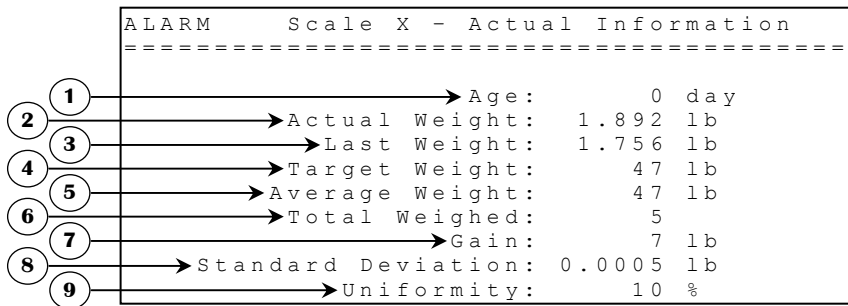 ALARM Scale X - Actual Information
========================================
1 Age: 0 day
2 Actual Weight: 1.892 lb
3 Last Weight: 1.756 lb
4 Target Weight: 47 lb
5 Average Weight: 47 lb
6 Total Weighed: 5
7 Gain: 7 lb
8 Standard Deviation: 0.0005 lb
9 Uniformity: 10 %